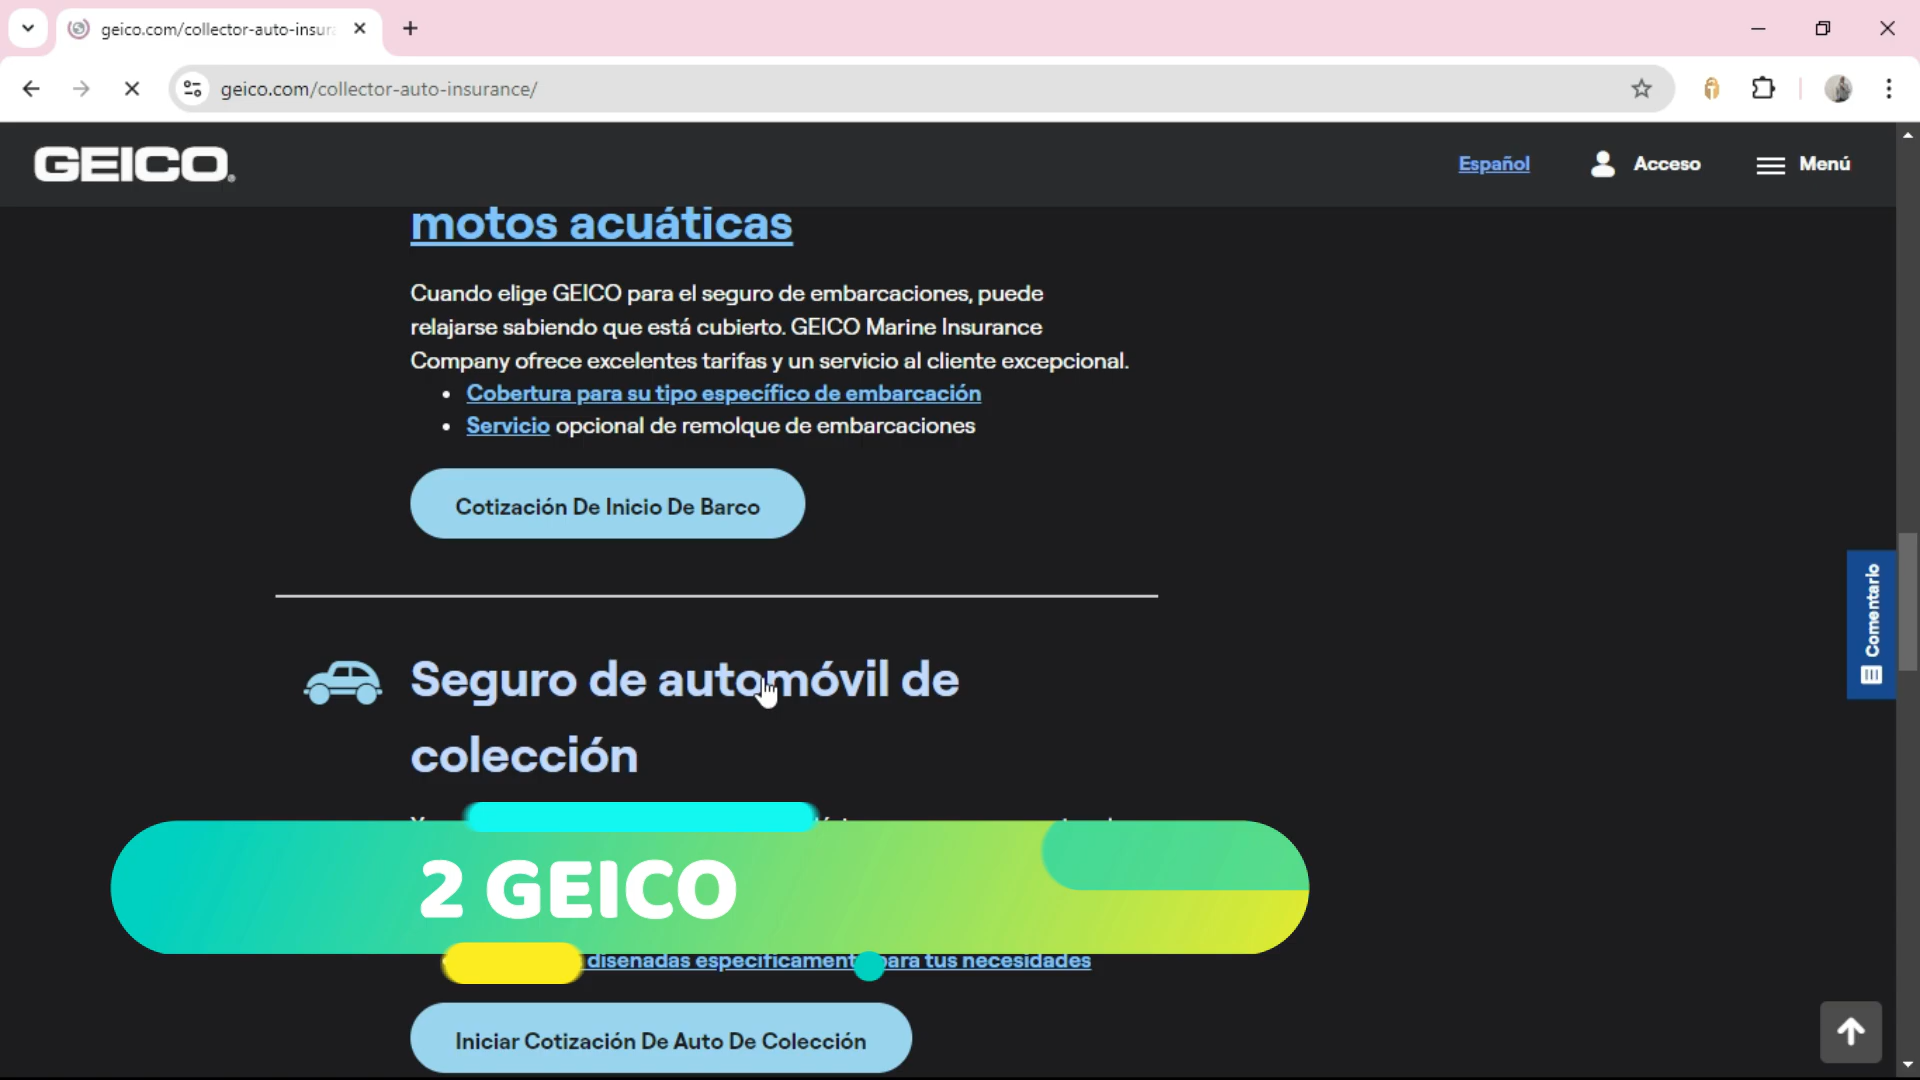 geico.com/collector-auto-insura
geico.com/collector-auto-insurance/
GEICO.
Español
Acceso
Menú
motos acuáticas
Cuando elige GEICO para el seguro de embarcaciones, puede
relajarse sabiendo que está cubierto. GEICO Marine Insurance
Company ofrece excelentes tarifas y un servicio al cliente excepcional.
Cobertura para su tipo específico de embarcación
Servicio opcional de remolque de embarcaciones
Cotización De Inicio De Barco
Comentario
Seguro de automóvil de
colección
2 GEICO
diseñadas específicamente para tus necesidades
Iniciar Cotización De Auto De Colección